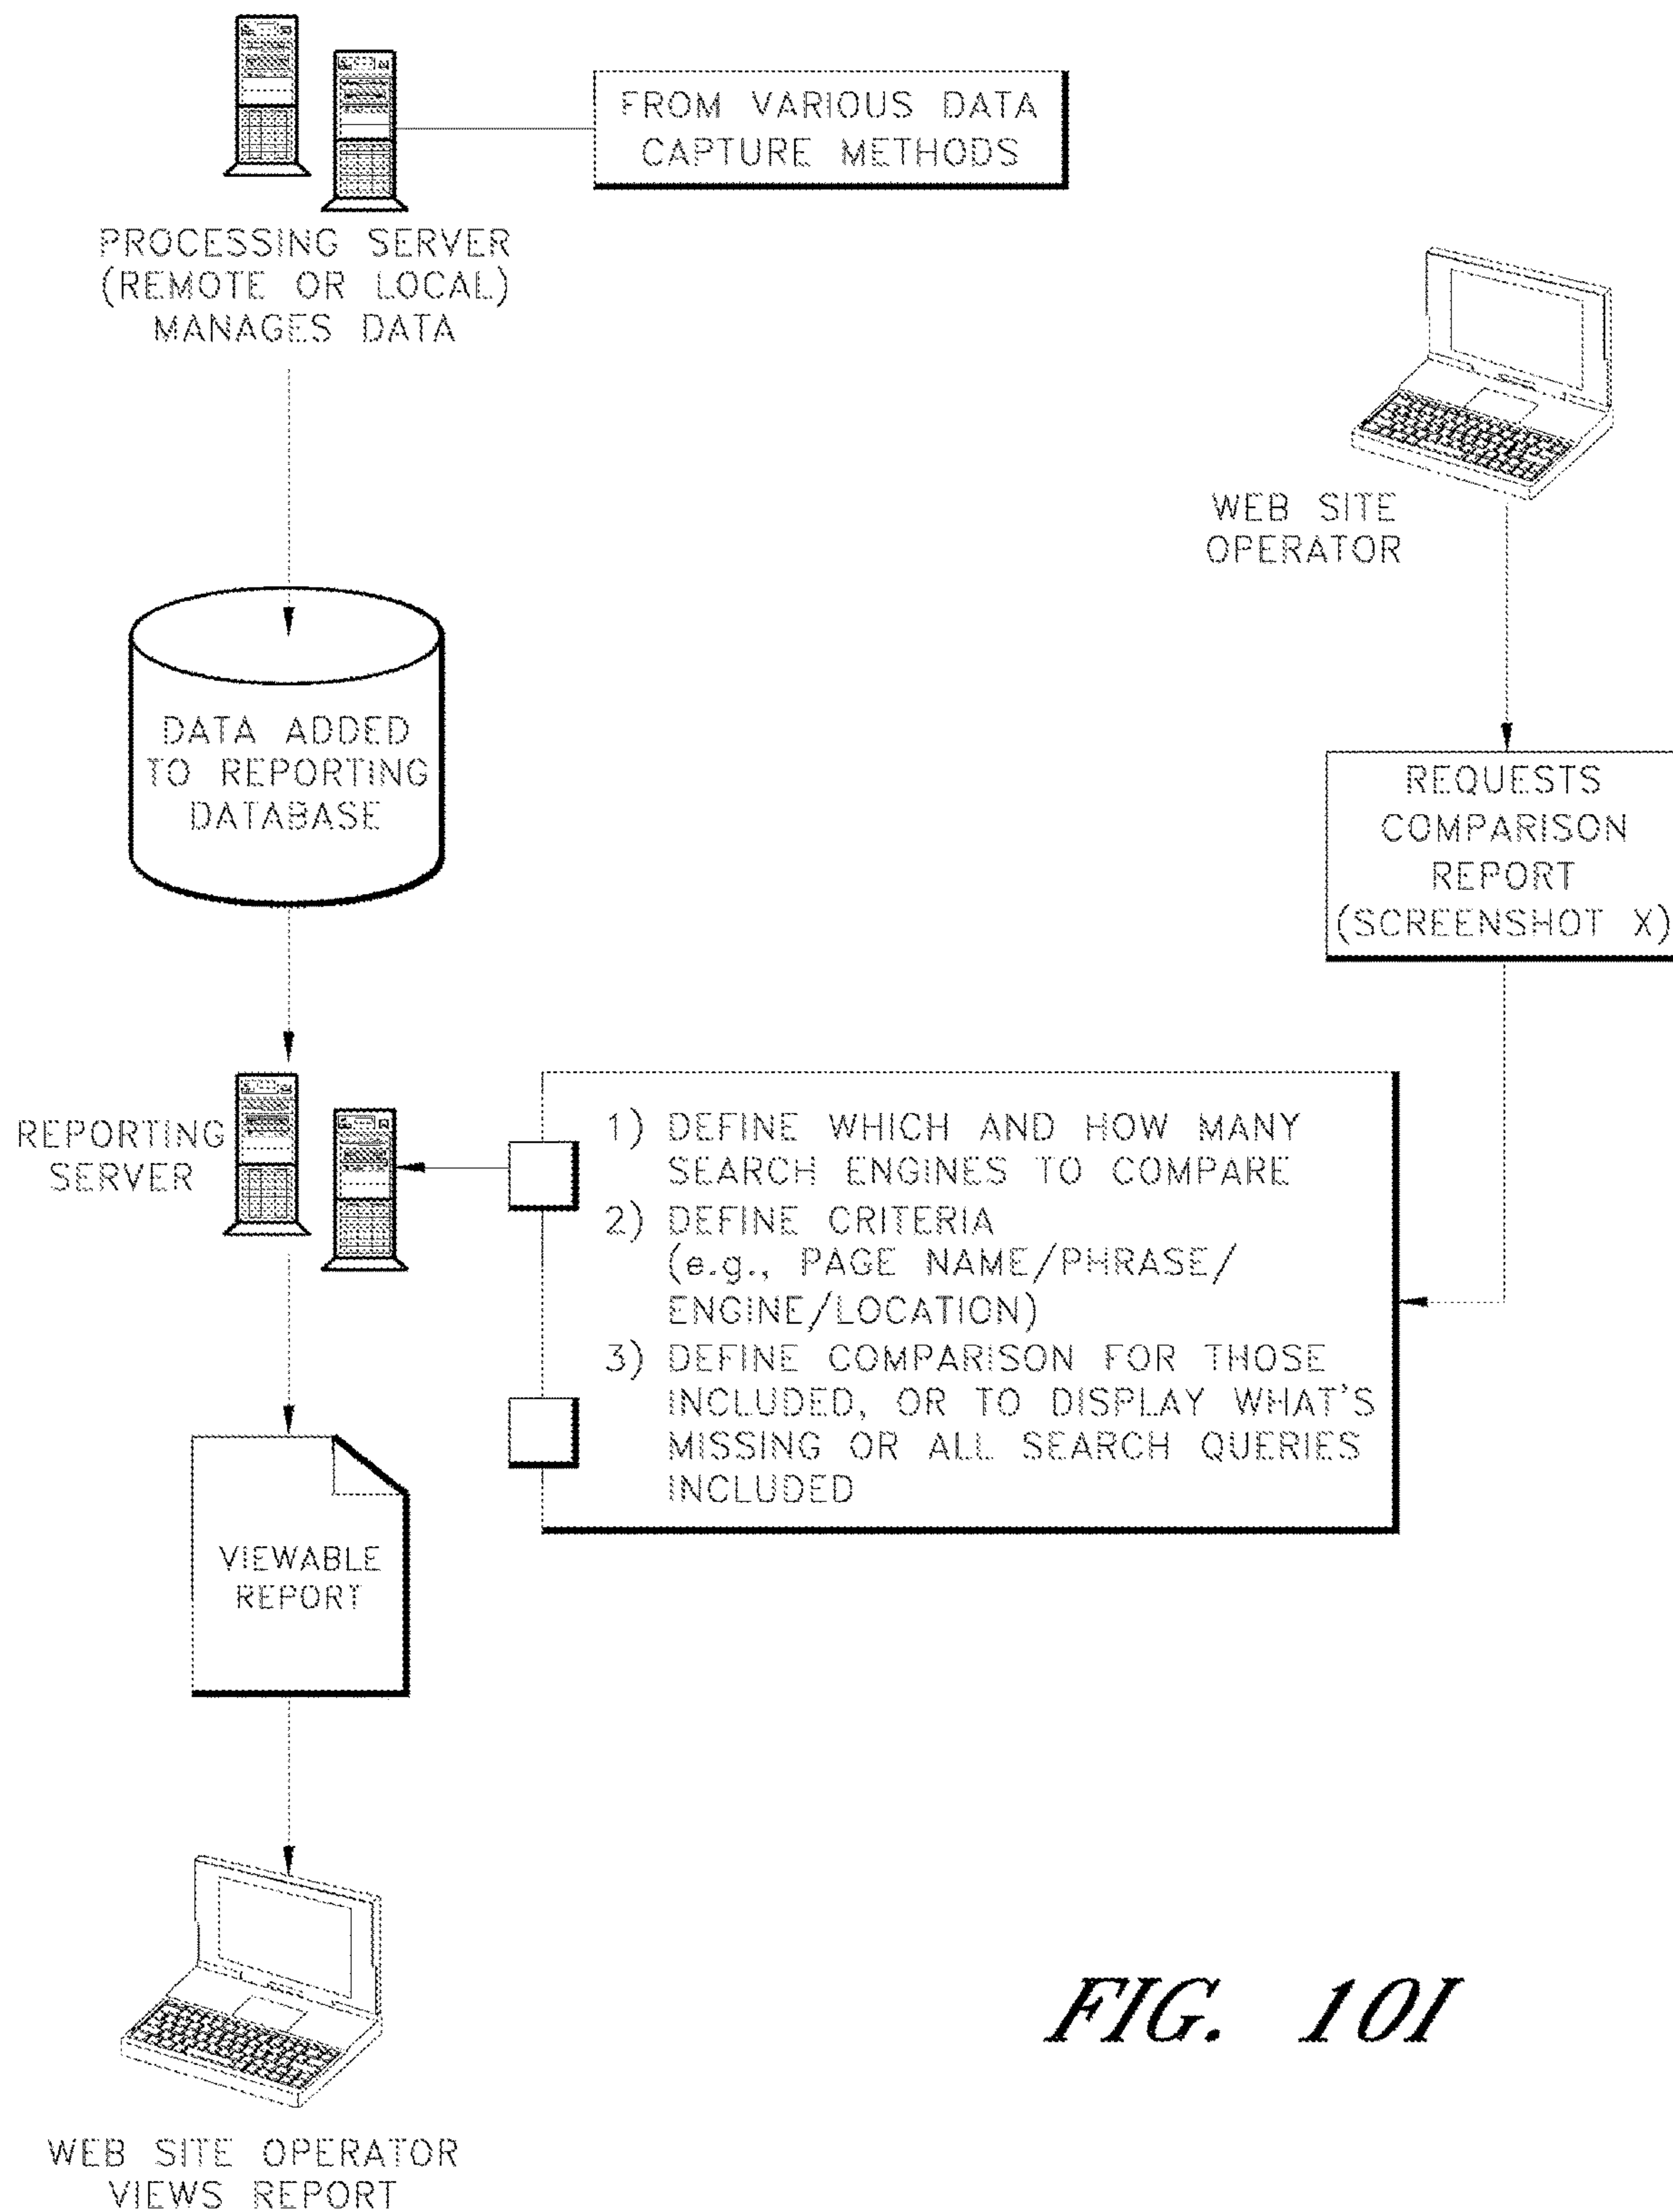 FROM VARIOUS DATA
CAPTURE METHODS
PROCESSING SERVER
(REMOTE OR LOCAL)
MANAGES DATA
WEB SITE
OPERATOR
DATA ADDED
TO REPORTING
DATABASE
REQUESTS
COMPARISON
REPORT
(SCREENSHOT X)
REPORTING
SERVER
1) DEFINE WHICH AND HOW MANY
SEARCH ENGINES TO COMPARE
2) DEFINE CRITERIA
(e.g., PAGE NAME/PHRASE/
ENGINE/LOCATION)
3) DEFINE COMPARISON FOR THOSE
INCLUDED, OR TO DISPLAY WHAT'S
MISSING OR ALL SEARCH QUERIES
INCLUDED
VIEWABLE
REPORT
WEB SITE OPERATOR
VIEWS REPORT
FIG. 10I